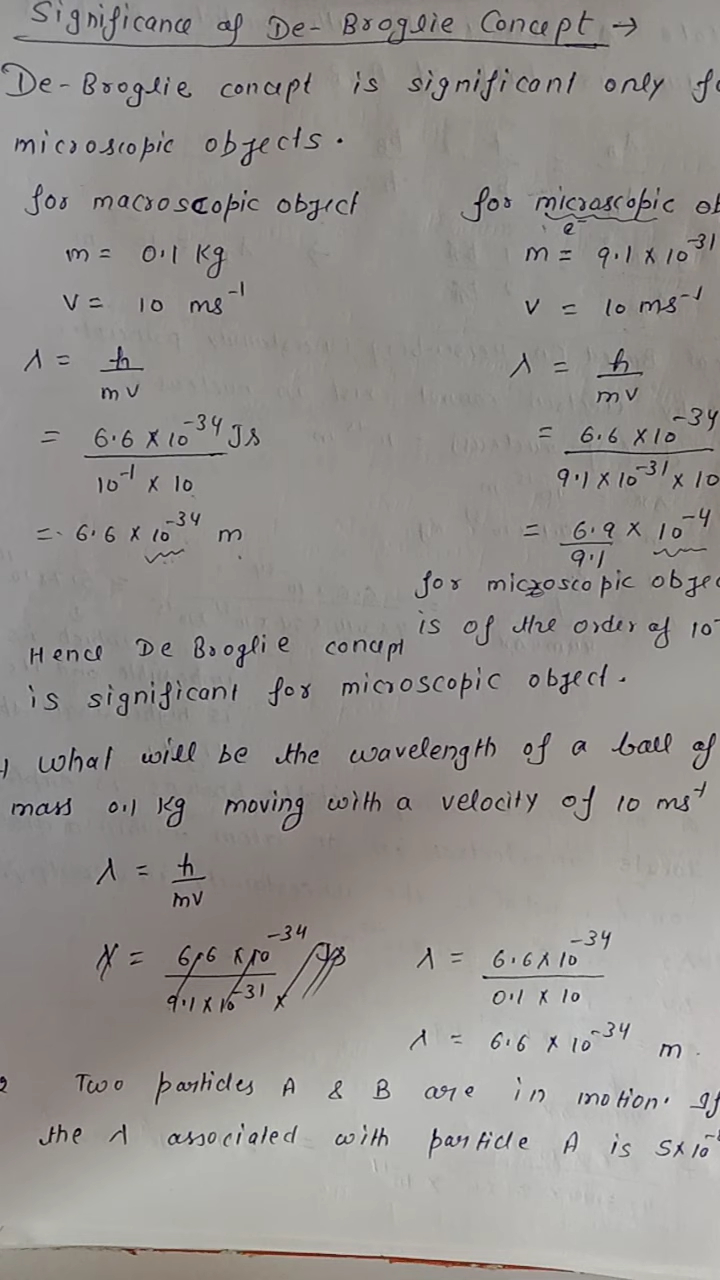 Significance of De-Broglie Concept →
De-Broglie concept is significant only fo
microscopic objects.
for macroscopic object
m = 0.1 Kg
v = 10 ms⁻¹
λ = h/mv
= 6.6 × 10⁻³⁴ Js / 10⁻¹ × 10
= 6.6 × 10⁻³⁴ m
for microscopic ob
e⁻
m = 9.1 × 10⁻³¹
v = 10 ms⁻¹
λ = h/mv
= 6.6 × 10⁻³⁴ / 9.1 × 10⁻³¹ × 10
= 6.9/9.1 × 10⁻⁴
for microscopic objec
is of the order of 10⁻
Hence De Broglie concept
is significant for microscopic object.
what will be the wavelength of a ball of
mass 0.1 Kg moving with a velocity of 10 ms⁻¹
λ = h/mv
λ = 6.6 × 10⁻³⁴ / 9.1 × 10⁻³¹ ×
λ = 6.6 × 10⁻³⁴ / 0.1 × 10
λ = 6.6 × 10⁻³⁴ m.
2 Two particles A & B are in motion. If
the λ associated with particle A is 5×10⁻